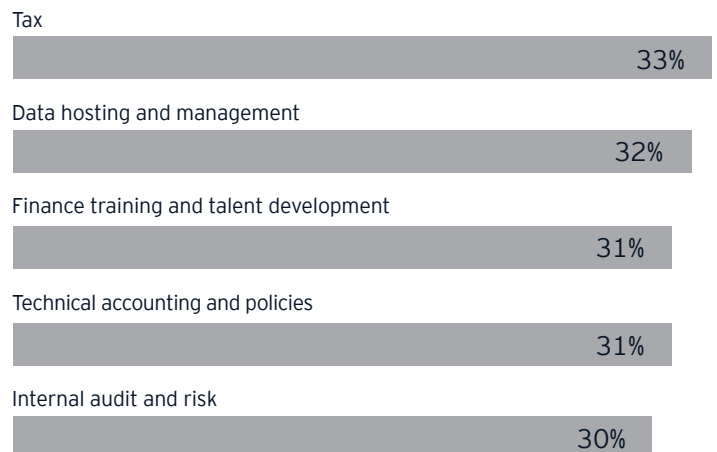 Tax
33%
Data hosting and management
32%
Finance training and talent development
31%
Technical accounting and policies
31%
Internal audit and risk
30%